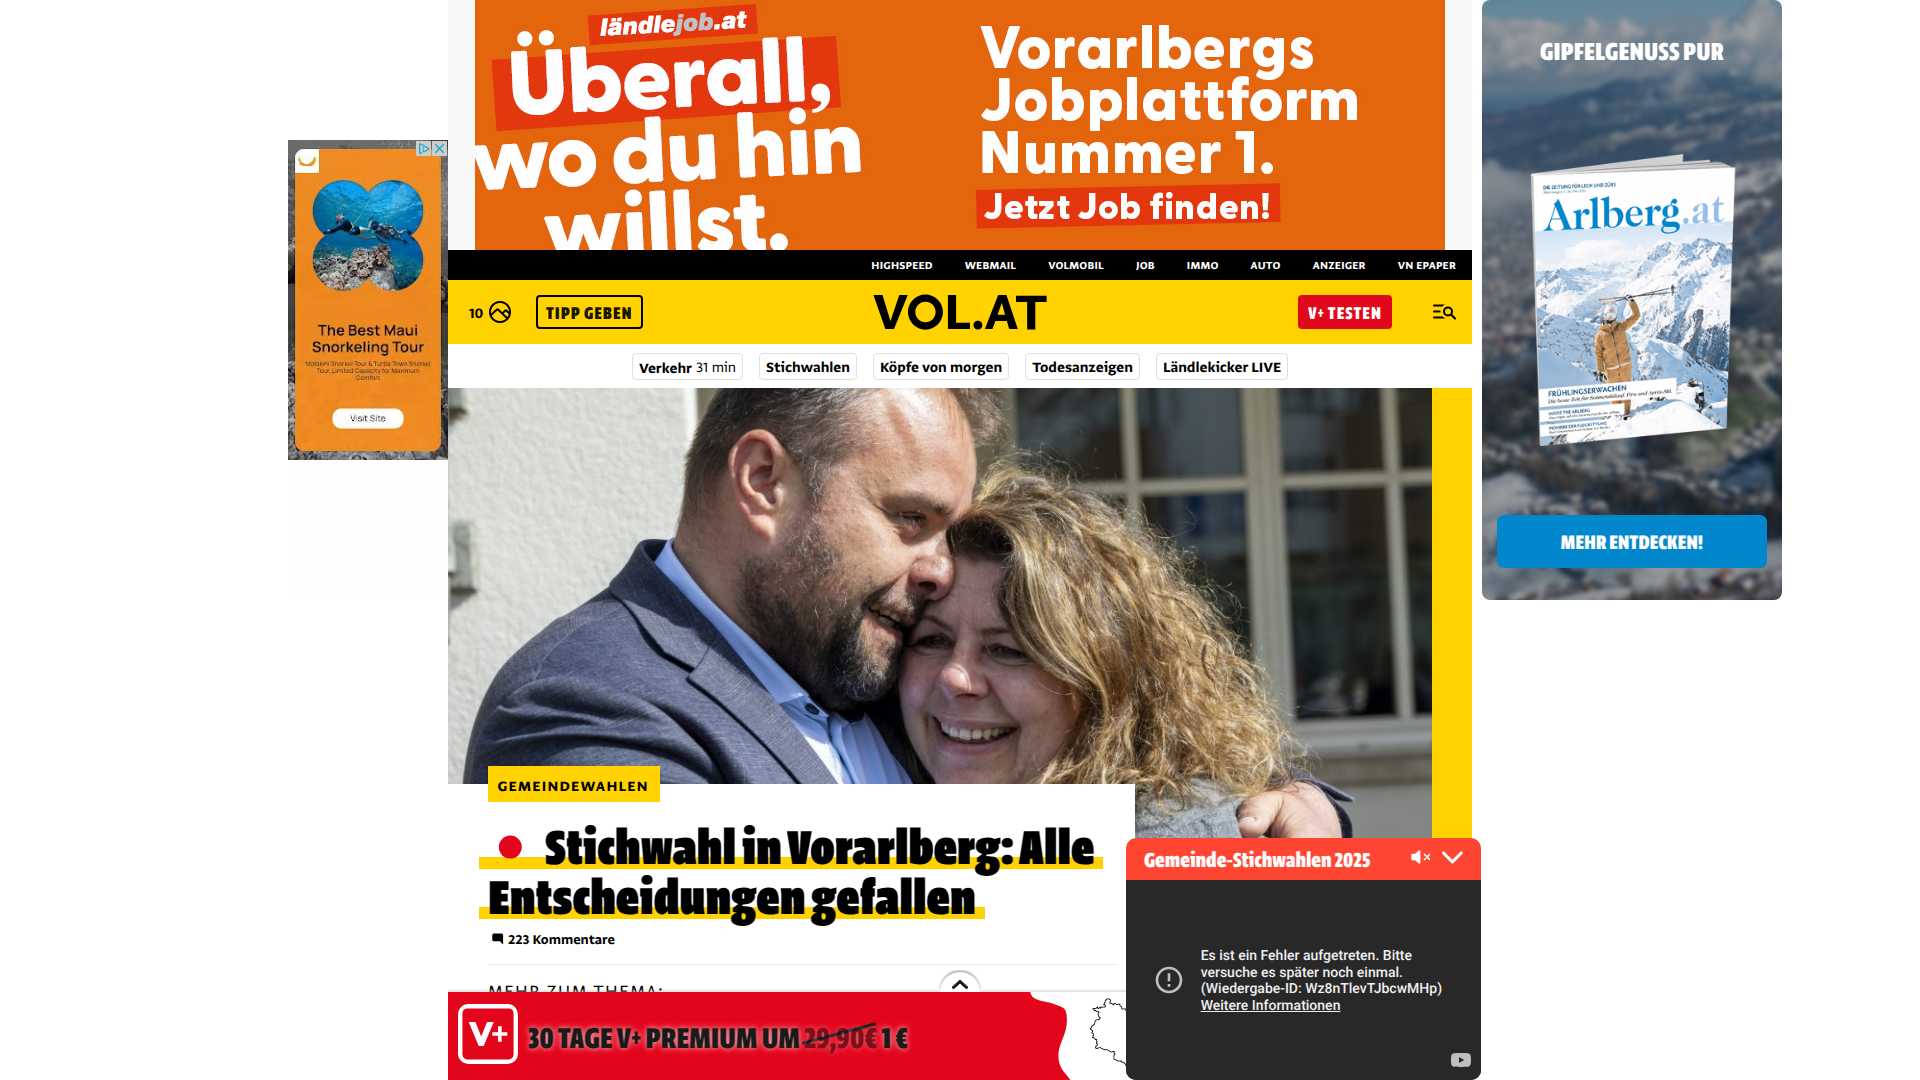 ländlejob.at
Überall,
wo du hin
willst.
Vorarlbergs
Jobplattform
Nummer 1.
Jetzt Job finden!
GIPFELGENUSS PUR
Arlberg.at
FRÜHLINGSERWACHEN
MEHR ENTDECKEN!
The Best Maui
Snorkeling Tour
Visit Site
HIGHSPEED WEBMAIL VOLMOBIL JOB IMMO AUTO ANZEIGER VN EPAPER
10 TIPP GEBEN VOL.AT V+ TESTEN
Verkehr 31 min Stichwahlen Köpfe von morgen Todesanzeigen Ländlekicker LIVE
GEMEINDEWAHLEN
Stichwahl in Vorarlberg: Alle
Entscheidungen gefallen
223 Kommentare
MEHR ZUM THEMA:
V+ 30 TAGE V+ PREMIUM UM 29,90€ 1 €
Gemeinde-Stichwahlen 2025
Es ist ein Fehler aufgetreten. Bitte
versuche es später noch einmal.
(Wiedergabe-ID: Wz8nTlevTJbcwMHp)
Weitere Informationen